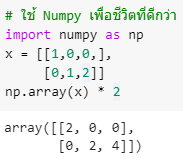 # ใช้ Numpy เพื่อชีวิตที่ดีกว่า
import numpy as np
x = [[1,0,0,],
     [0,1,2]]
np.array(x) * 2
array([[2, 0, 0],
       [0, 2, 4]])